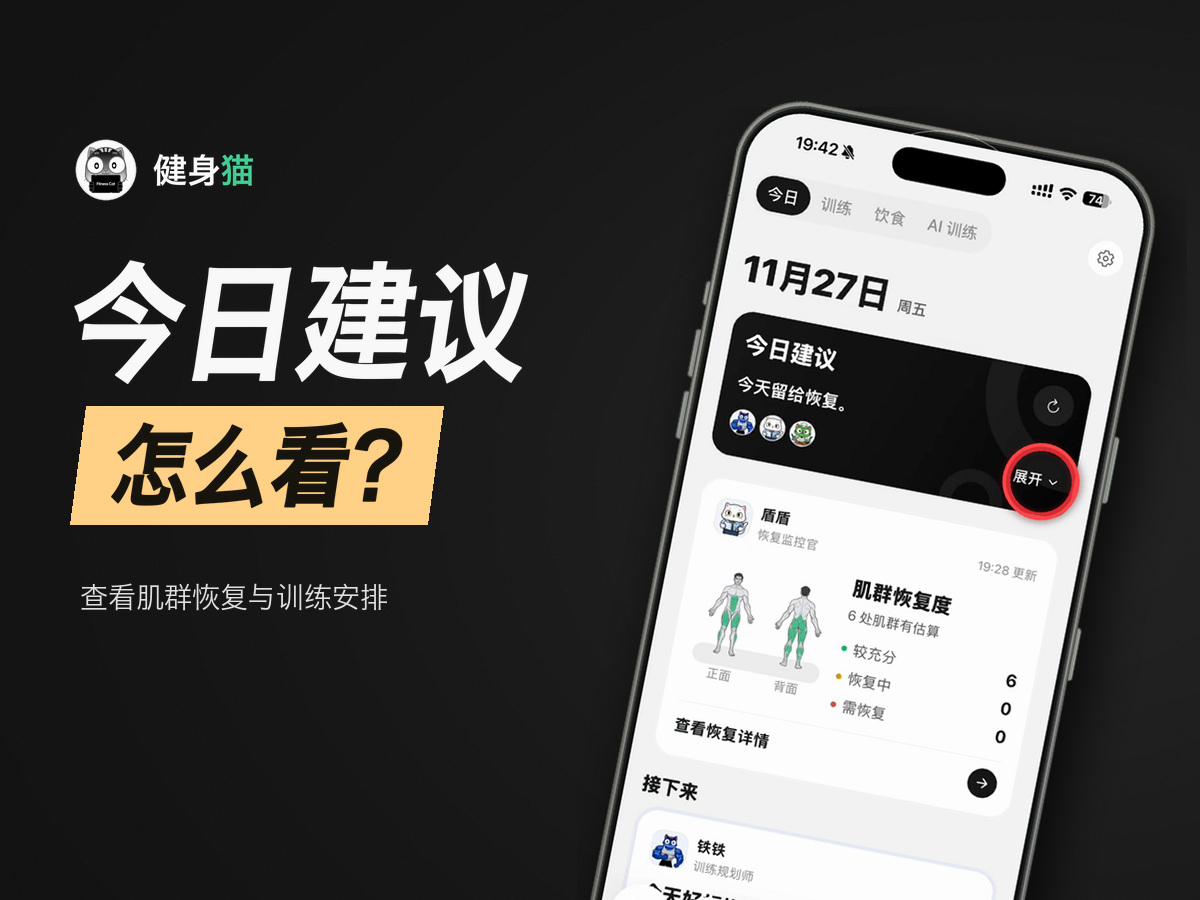 健身猫
今日建议
怎么看?
查看肌群恢复与训练安排
19:42
74
今日 训练 饮食 AI 训练
11月27日 周五
今日建议
今天留给恢复。
展开
盾盾
恢复监控官
19:28 更新
肌群恢复度
6 处肌群有估算
较充分 6
恢复中 0
需恢复 0
正面 背面
查看恢复详情
接下来
铁铁
训练规划师